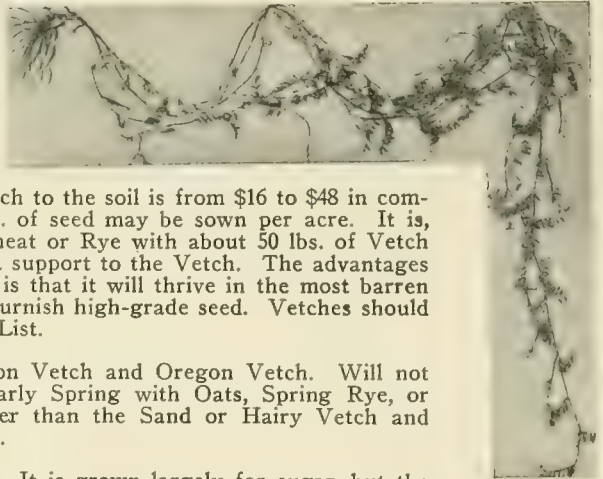 ch to the soil is from $16 to $48 in com-
. of seed may be sown per acre. It is,
heat or Rye with about 50 lbs. of Vetch
support to the Vetch. The advantages
is that it will thrive in the most barren
urnish high-grade seed. Vetches should
List.
on Vetch and Oregon Vetch. Will not
arly Spring with Oats, Spring Rye, or
er than the Sand or Hairy Vetch and
.
It is grown largely for sugar, but the